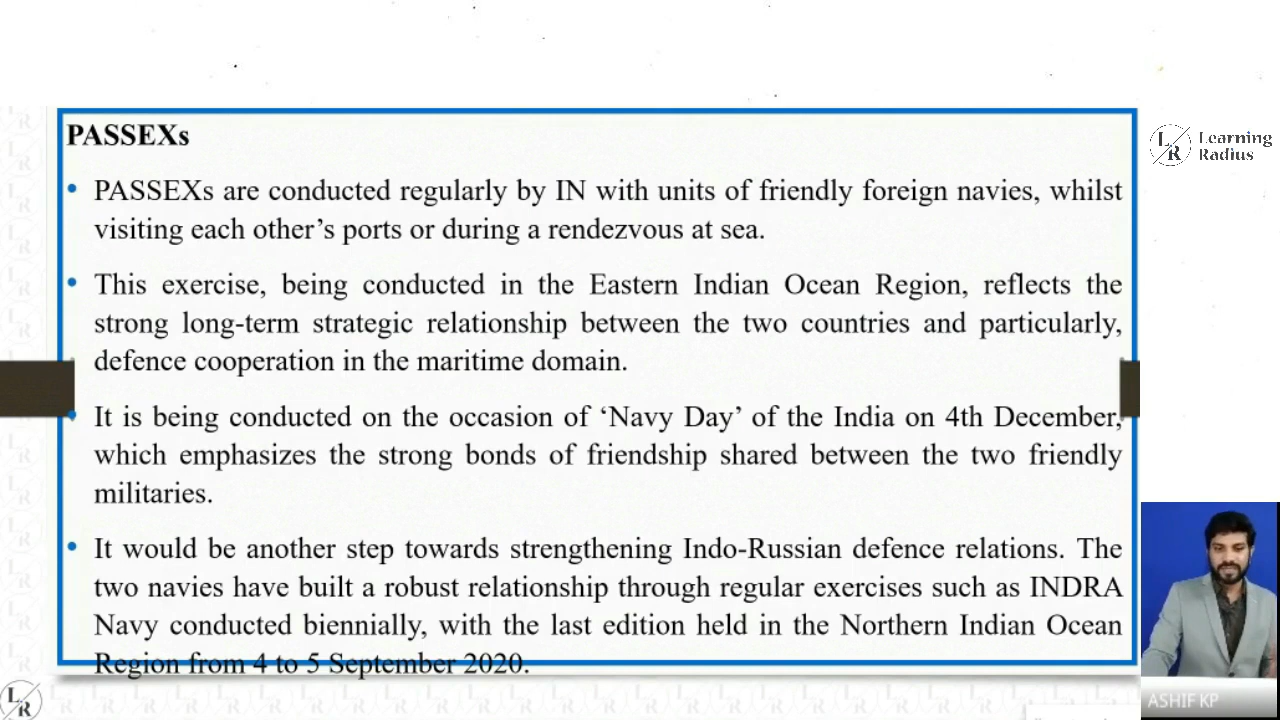 PASSEXs
• PASSEXs are conducted regularly by IN with units of friendly foreign navies, whilst
visiting each other's ports or during a rendezvous at sea.
• This exercise, being conducted in the Eastern Indian Ocean Region, reflects the
strong long-term strategic relationship between the two countries and particularly,
defence cooperation in the maritime domain.
• It is being conducted on the occasion of ‘Navy Day’ of the India on 4th December,
which emphasizes the strong bonds of friendship shared between the two friendly
militaries.
• It would be another step towards strengthening Indo-Russian defence relations. The
two navies have built a robust relationship through regular exercises such as INDRA
Navy conducted biennially, with the last edition held in the Northern Indian Ocean
Region from 4 to 5 September 2020.
L R
Learning
Radius
ASHIF KP
L R